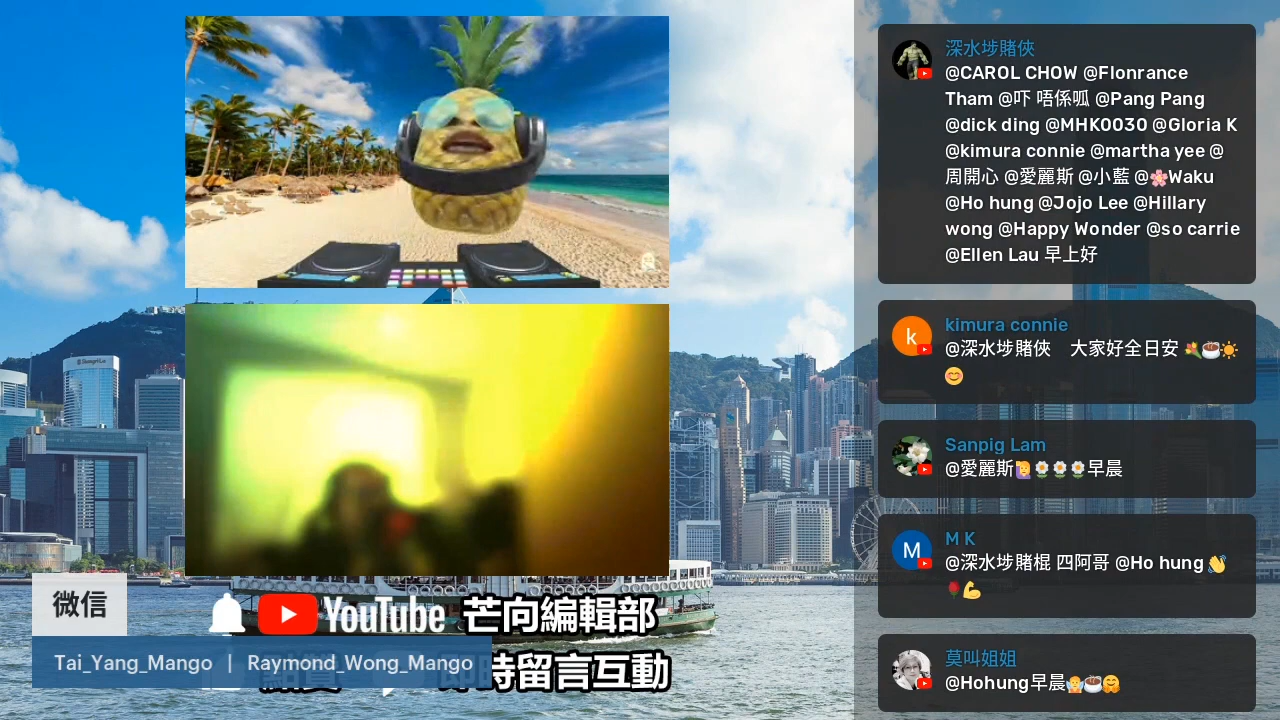 深水埗賭俠
@CAROL CHOW @Flonrance
Tham @吓 唔係呱 @Pang Pang
@dick ding @MHK0030 @Gloria K
@kimura connie @martha yee @
周開心 @愛麗斯 @小藍 @🌸Waku
@Ho hung @Jojo Lee @Hillary
wong @Happy Wonder @so carrie
@Ellen Lau 早上好
k
kimura connie
@深水埗賭俠　大家好全日安 💐☕☀
😊
Sanpig Lam
@愛麗斯🙋🌼🌼🌼早晨
M
M K
@深水埗賭棍 四阿哥 @Ho hung 👋
🌹💪
莫叫姐姐
@Hohung早晨🙋☕🤗
微信
YouTube 芒向編輯部
Tai_Yang_Mango | Raymond_Wong_Mango
即時留言互動